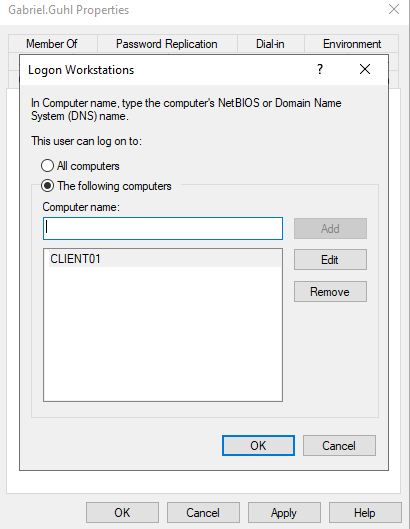 Gabriel.Guhl Properties
Member Of
Password Replication
Dial-in
Environment
Logon Workstations
In Computer name, type the computer's NetBIOS or Domain Name
System (DNS) name.
This user can log on to:
All computers
The following computers
Computer name:
Add
CLIENT01
Edit
Remove
OK
Cancel
OK
Cancel
Apply
Help